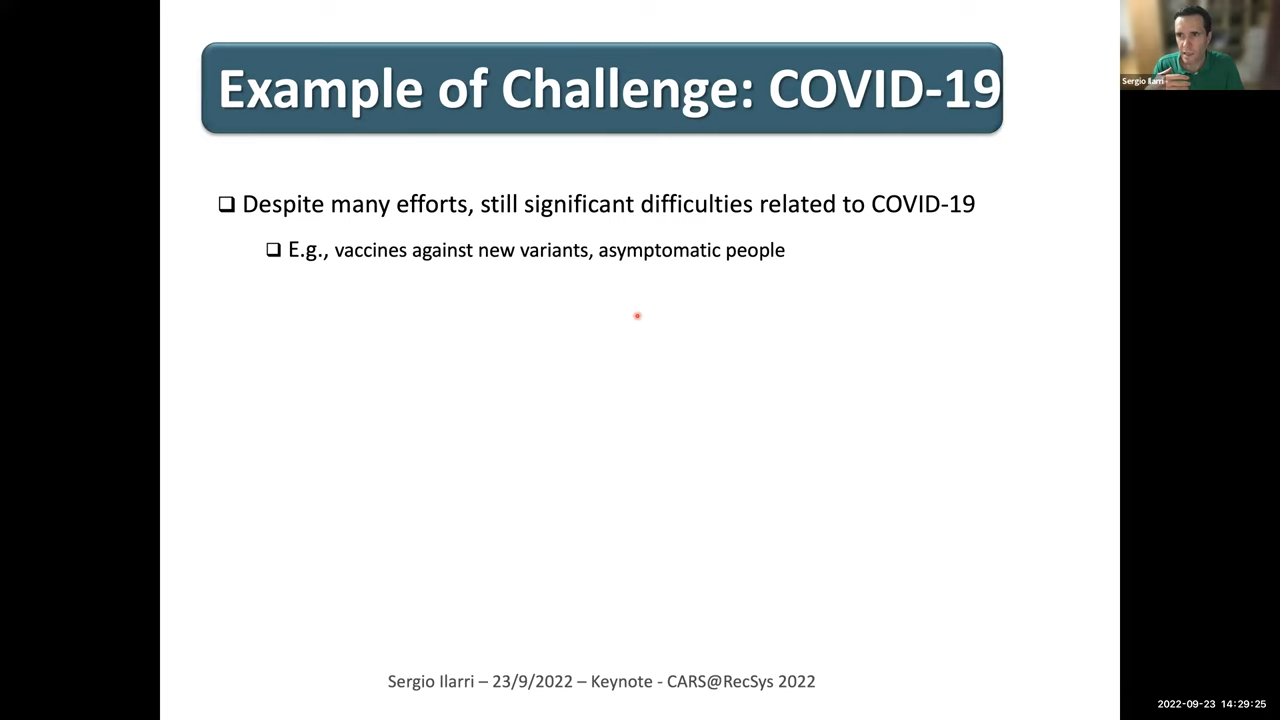 Example of Challenge: COVID-19
Sergio Ilarri
Despite many efforts, still significant difficulties related to COVID-19
E.g., vaccines against new variants, asymptomatic people
Sergio Ilarri – 23/9/2022 – Keynote - CARS@RecSys 2022
2022-09-23 14:29:25